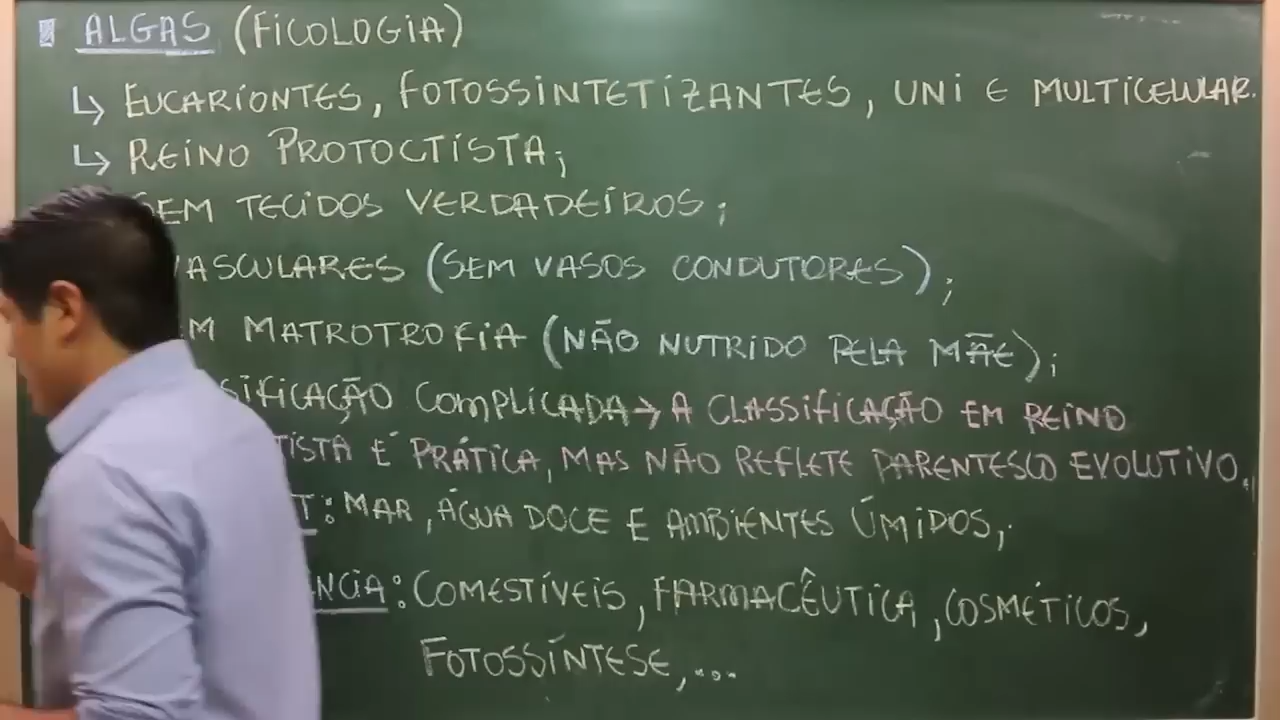 ALGAS (FICOLOGIA)
↳ EUCARIONTES, FOTOSSINTETIZANTES, UNI E MULTICELULAR.
↳ REINO PROTOCTISTA;
SEM TECIDOS VERDADEIROS;
VASCULARES (SEM VASOS CONDUTORES);
M MATROTROFIA (NÃO NUTRIDO PELA MÃE);
SIFICAÇÃO COMPLICADA → A CLASSIFICAÇÃO EM REINO
TISTA É PRÁTICA, MAS NÃO REFLETE PARENTESCO EVOLUTIVO.
T: MAR, ÁGUA DOCE E AMBIENTES ÚMIDOS;
NCIA: COMESTÍVEIS, FARMACÊUTICA, COSMÉTICOS,
FOTOSSÍNTESE,...